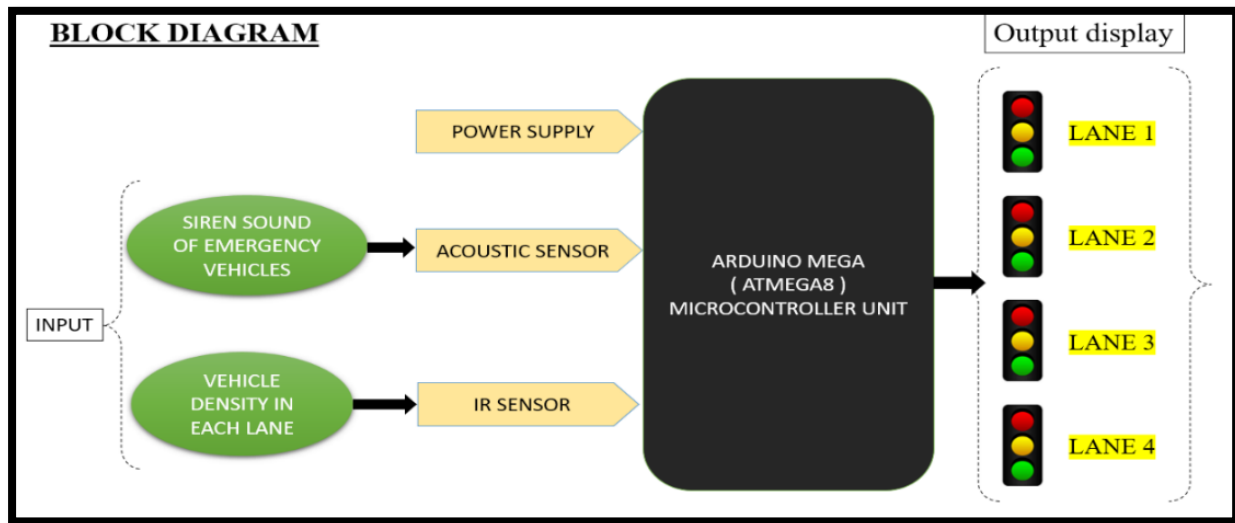 BLOCK DIAGRAM
Output display
POWER SUPPLY
SIREN SOUND
OF EMERGENCY
VEHICLES
ACOUSTIC SENSOR
ARDUINO MEGA
( ATMEGA8 )
MICROCONTROLLER UNIT
INPUT
VEHICLE
DENSITY IN
EACH LANE
IR SENSOR
LANE 1
LANE 2
LANE 3
LANE 4